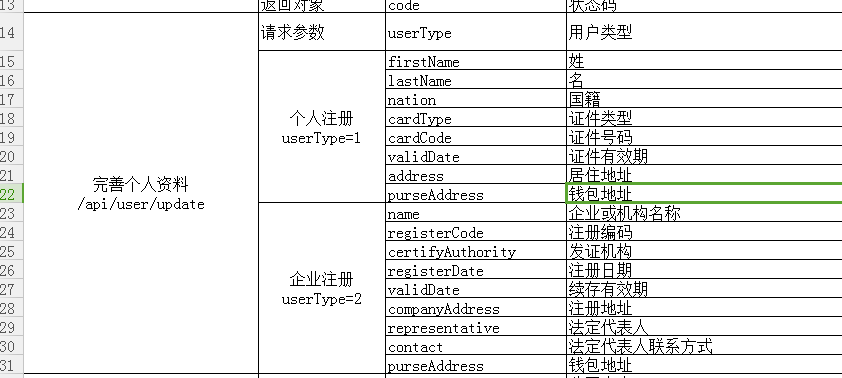 13 返回对象 code 状态码
14 请求参数 userType 用户类型
15 firstName 姓
16 lastName 名
17 nation 国籍
18 个人注册 cardType 证件类型
19 userType=1 cardCode 证件号码
20 validDate 证件有效期
21 address 居住地址
22 完善个人资料 purseAddress 钱包地址
23 /api/user/update name 企业或机构名称
24 registerCode 注册编码
25 certifyAuthority 发证机构
26 企业注册 registerDate 注册日期
27 userType=2 validDate 续存有效期
28 companyAddress 注册地址
29 representative 法定代表人
30 contact 法定代表人联系方式
31 purseAddress 钱包地址